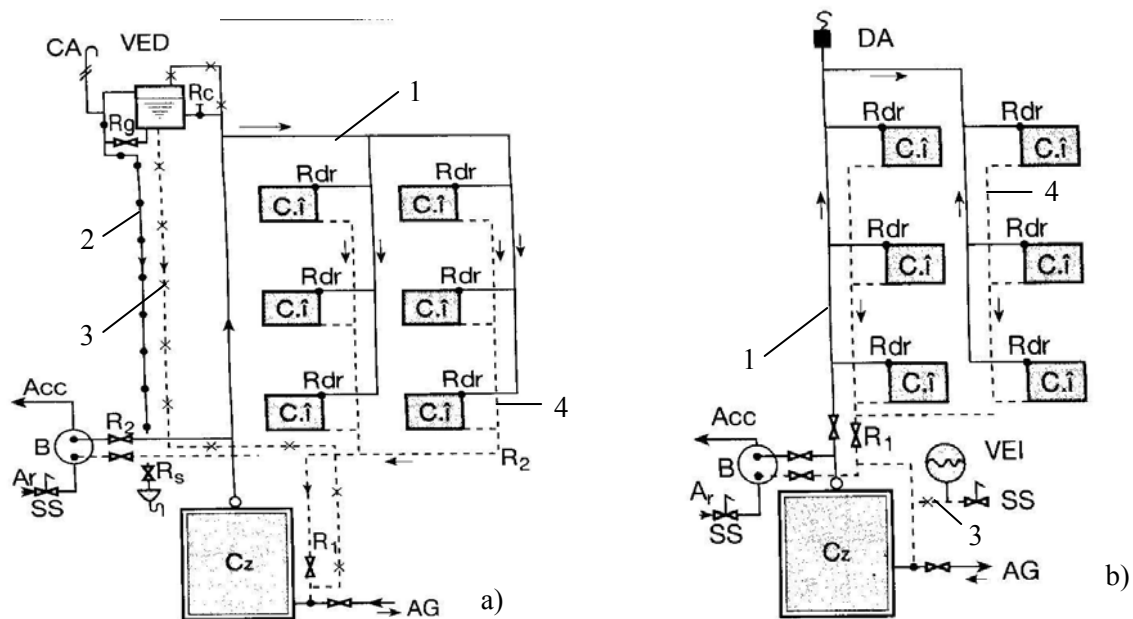 CA VED
Rc
1
Rg
Rdr Rdr
C.î C.î
2
Rdr Rdr
C.î C.î
3
Rdr Rdr
C.î C.î
4
Acc
R2
B
R2
Ar
Rs
SS
R1
Cz
AG
a)
DA
Rdr Rdr
C.î C.î
4
Rdr Rdr
C.î C.î
1
Rdr Rdr
C.î C.î
Acc
R1
B
VEI
Ar
SS
SS
3
Cz
AG
b)